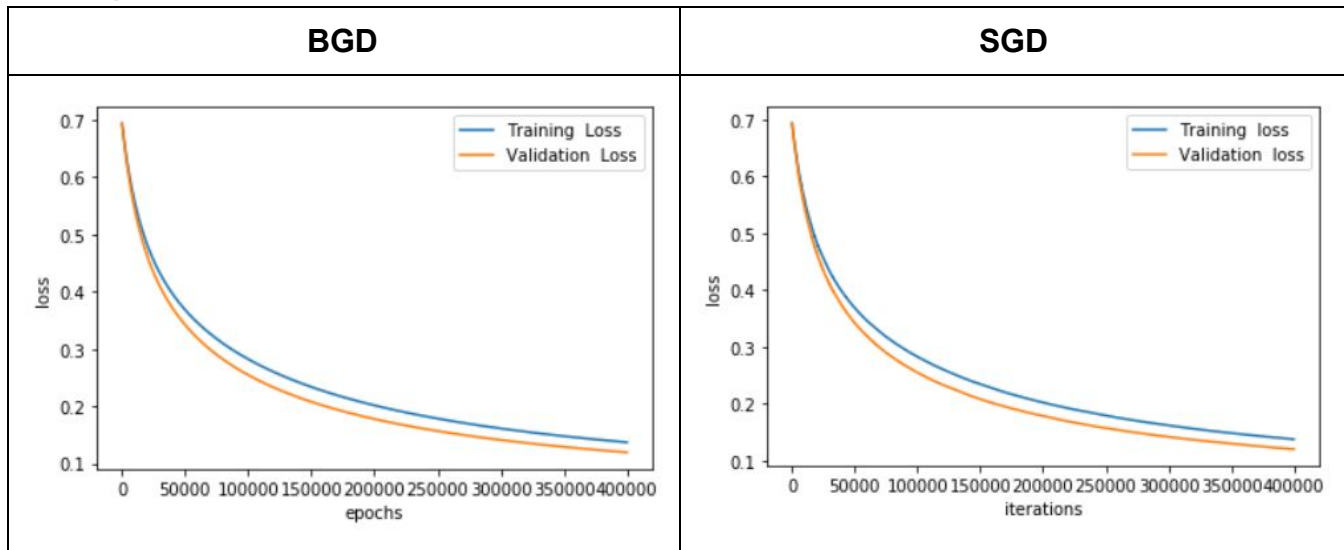 BGD
SGD
Training Loss
Validation Loss
0.7
0.6
0.5
0.4
0.3
0.2
0.1
loss
0 50000 100000 150000 200000 250000 300000 350000 400000
epochs
Training loss
Validation loss
0.7
0.6
0.5
0.4
0.3
0.2
0.1
loss
0 50000 100000 150000 200000 250000 300000 350000 400000
iterations